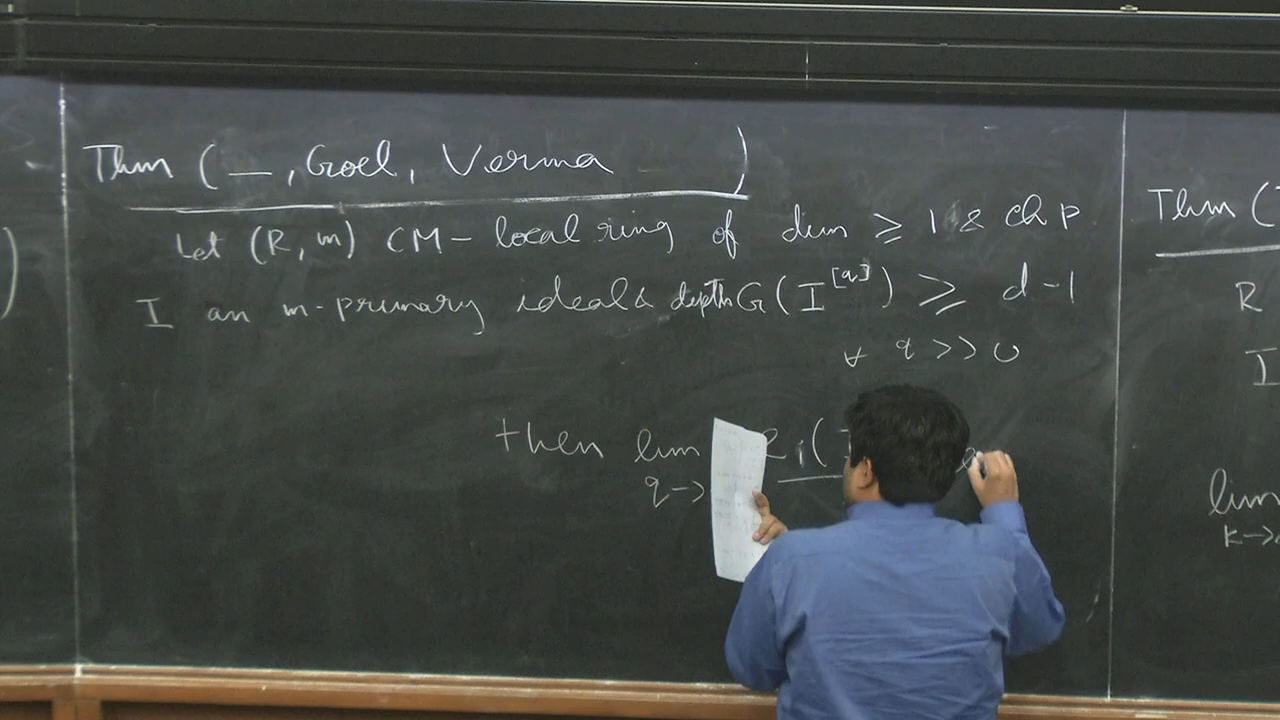 Thm ( — , Goel, Verma )
Let (R, m) CM - local ring of dim ≥ 1 & ch p
I an m-primary ideal & depth G(I^[q]) ≥ d-1
∀ q >> 0
then lim
q →
Thm (
R
I
lim
k →